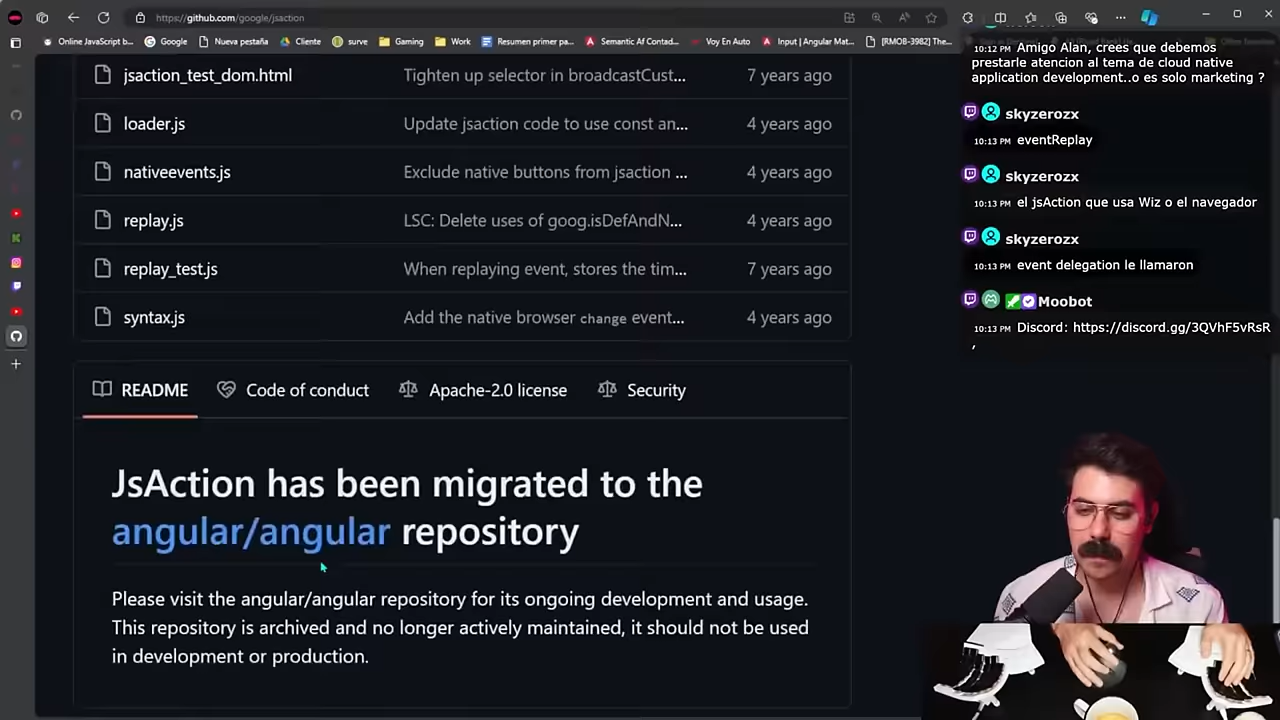 https://github.com/google/jsaction
Online JavaScript b...
Google
Nueva pestaña
Cliente
surve
Gaming
Work
Resumen primer pa...
Semantic Af Contad...
Voy En Auto
Input | Angular Mat...
[RMOB-3982] [The...
jsaction_test_dom.html
Tighten up selector in broadcastCust...
7 years ago
loader.js
Update jsaction code to use const an...
4 years ago
nativeevents.js
Exclude native buttons from jsaction ...
4 years ago
replay.js
LSC: Delete uses of goog.isDefAndN...
4 years ago
replay_test.js
When replaying event, stores the tim...
7 years ago
syntax.js
Add the native browser change event...
4 years ago
README
Code of conduct
Apache-2.0 license
Security
JsAction has been migrated to the
angular/angular repository
Please visit the angular/angular repository for its ongoing development and usage.
This repository is archived and no longer actively maintained, it should not be used
in development or production.
10:12 PM Amigo Alan, crees que debemos
prestarle atencion al tema de cloud native
application development..o es solo marketing ?
skyzerozx
10:13 PM eventReplay
skyzerozx
10:13 PM el jsAction que usa Wiz o el navegador
skyzerozx
10:13 PM event delegation le llamaron
Moobot
10:13 PM Discord: https://discord.gg/3QVhF5vRsR
,